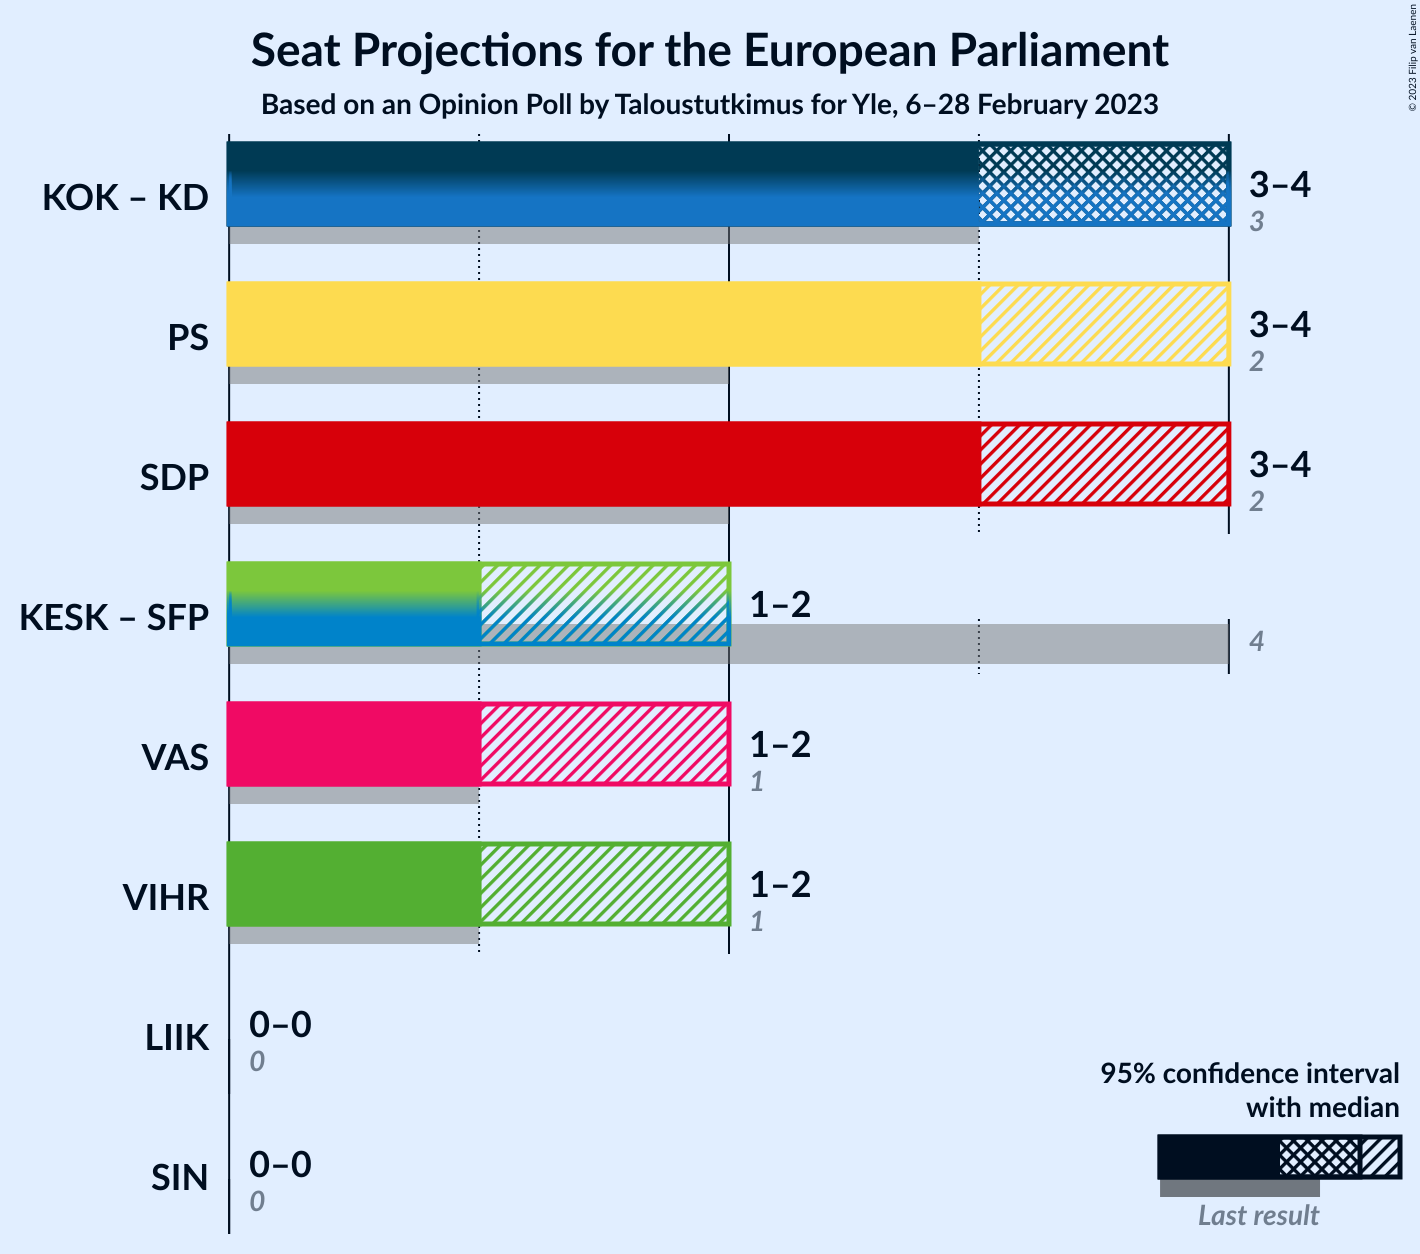 Seat Projections for the European Parliament
Based on an Opinion Poll by Taloustutkimus for Yle, 6–28 February 2023
© 2023 Filip van Laenen
KOK – KD
3–4
3
PS
3–4
2
SDP
3–4
2
KESK – SFP
1–2
4
VAS
1–2
1
VIHR
1–2
1
LIIK
0–0
0
SIN
0–0
0
95% confidence interval
with median
Last result